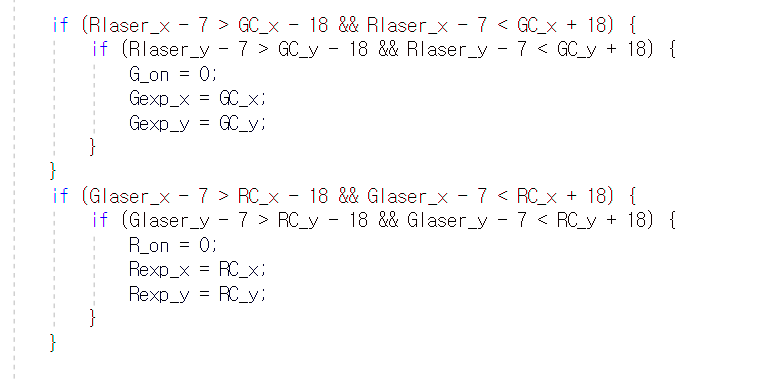 if (Rlaser_x - 7 > GC_x - 18 && Rlaser_x - 7 < GC_x + 18) {
if (Rlaser_y - 7 > GC_y - 18 && Rlaser_y - 7 < GC_y + 18) {
G_on = 0;
Gexp_x = GC_x;
Gexp_y = GC_y;
}
}
if (Glaser_x - 7 > RC_x - 18 && Glaser_x - 7 < RC_x + 18) {
if (Glaser_y - 7 > RC_y - 18 && Glaser_y - 7 < RC_y + 18) {
R_on = 0;
Rexp_x = RC_x;
Rexp_y = RC_y;
}
}